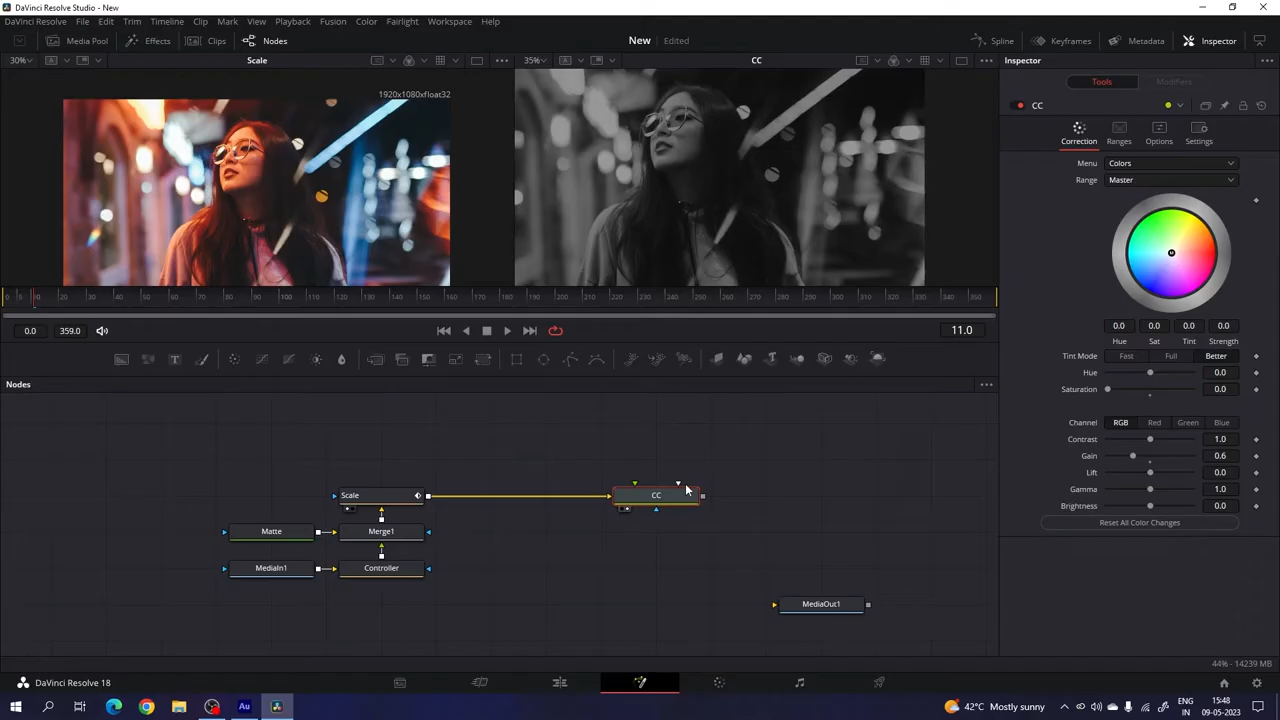 DaVinci Resolve Studio - New
DaVinci Resolve File Edit Trim Timeline Clip Mark View Playback Fusion Color Fairlight Workspace Help
Media Pool Effects Clips Nodes New Edited Spline Keyframes Metadata Inspector
30% Scale 35% CC Inspector
1920x1080xfloat32
Tools Modifiers
CC
Correction Ranges Options Settings
Menu Colors
Range Master
0 5 10 20 30 40 50 60 70 80 90 100 110 120 130 140 150 160 170 180 190 200 210 220 230 240 250 260 270 280 290 300 310 320 330 340 350
0.0 359.0 11.0
0.0 0.0 0.0 0.0
Hue Sat Tint Strength
Tint Mode Fast Full Better
Hue 0.0
Saturation 0.0
Channel RGB Red Green Blue
Contrast 1.0
Gain 0.6
Lift 0.0
Gamma 1.0
Brightness 0.0
Reset All Color Changes
Nodes
Scale CC
Matte Merge1
MediaIn1 Controller
MediaOut1
44% - 14239 MB
DaVinci Resolve 18
Au
42°C Mostly sunny
ENG
IN
15:48
09-05-2023